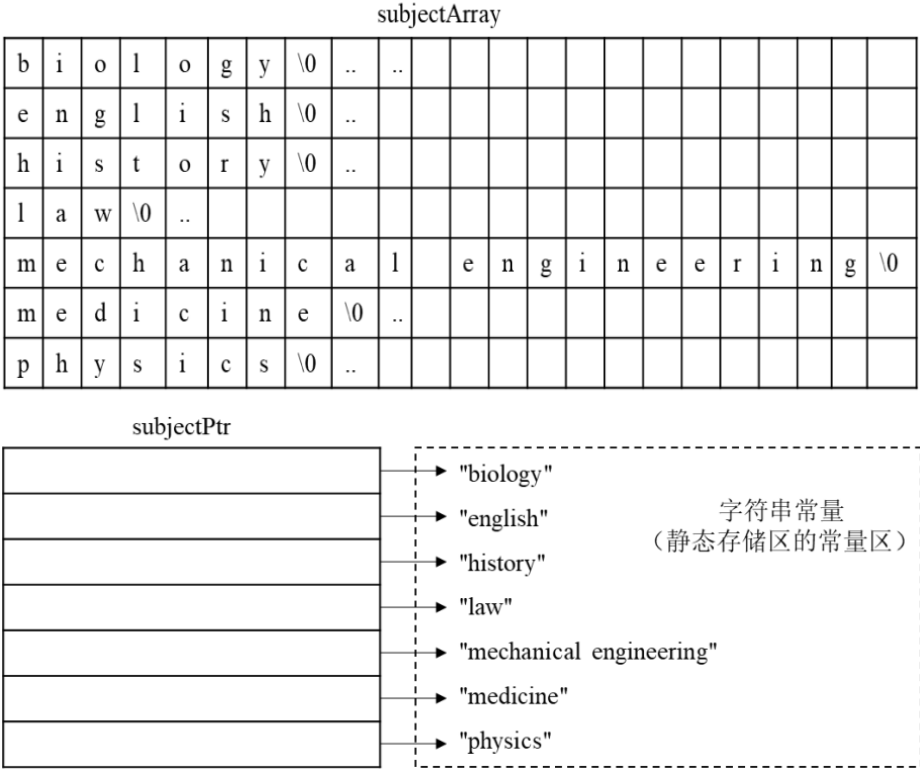 subjectArray
b i o l o g y \0 .. ..
e n g l i s h \0 ..
h i s t o r y \0 ..
l a w \0 ..
m e c h a n i c a l e n g i n e e r i n g \0
m e d i c i n e \0 ..
p h y s i c s \0 ..
subjectPtr
"biology"
"english"
字符串常量
(静态存储区的常量区)
"history"
"law"
"mechanical engineering"
"medicine"
"physics"